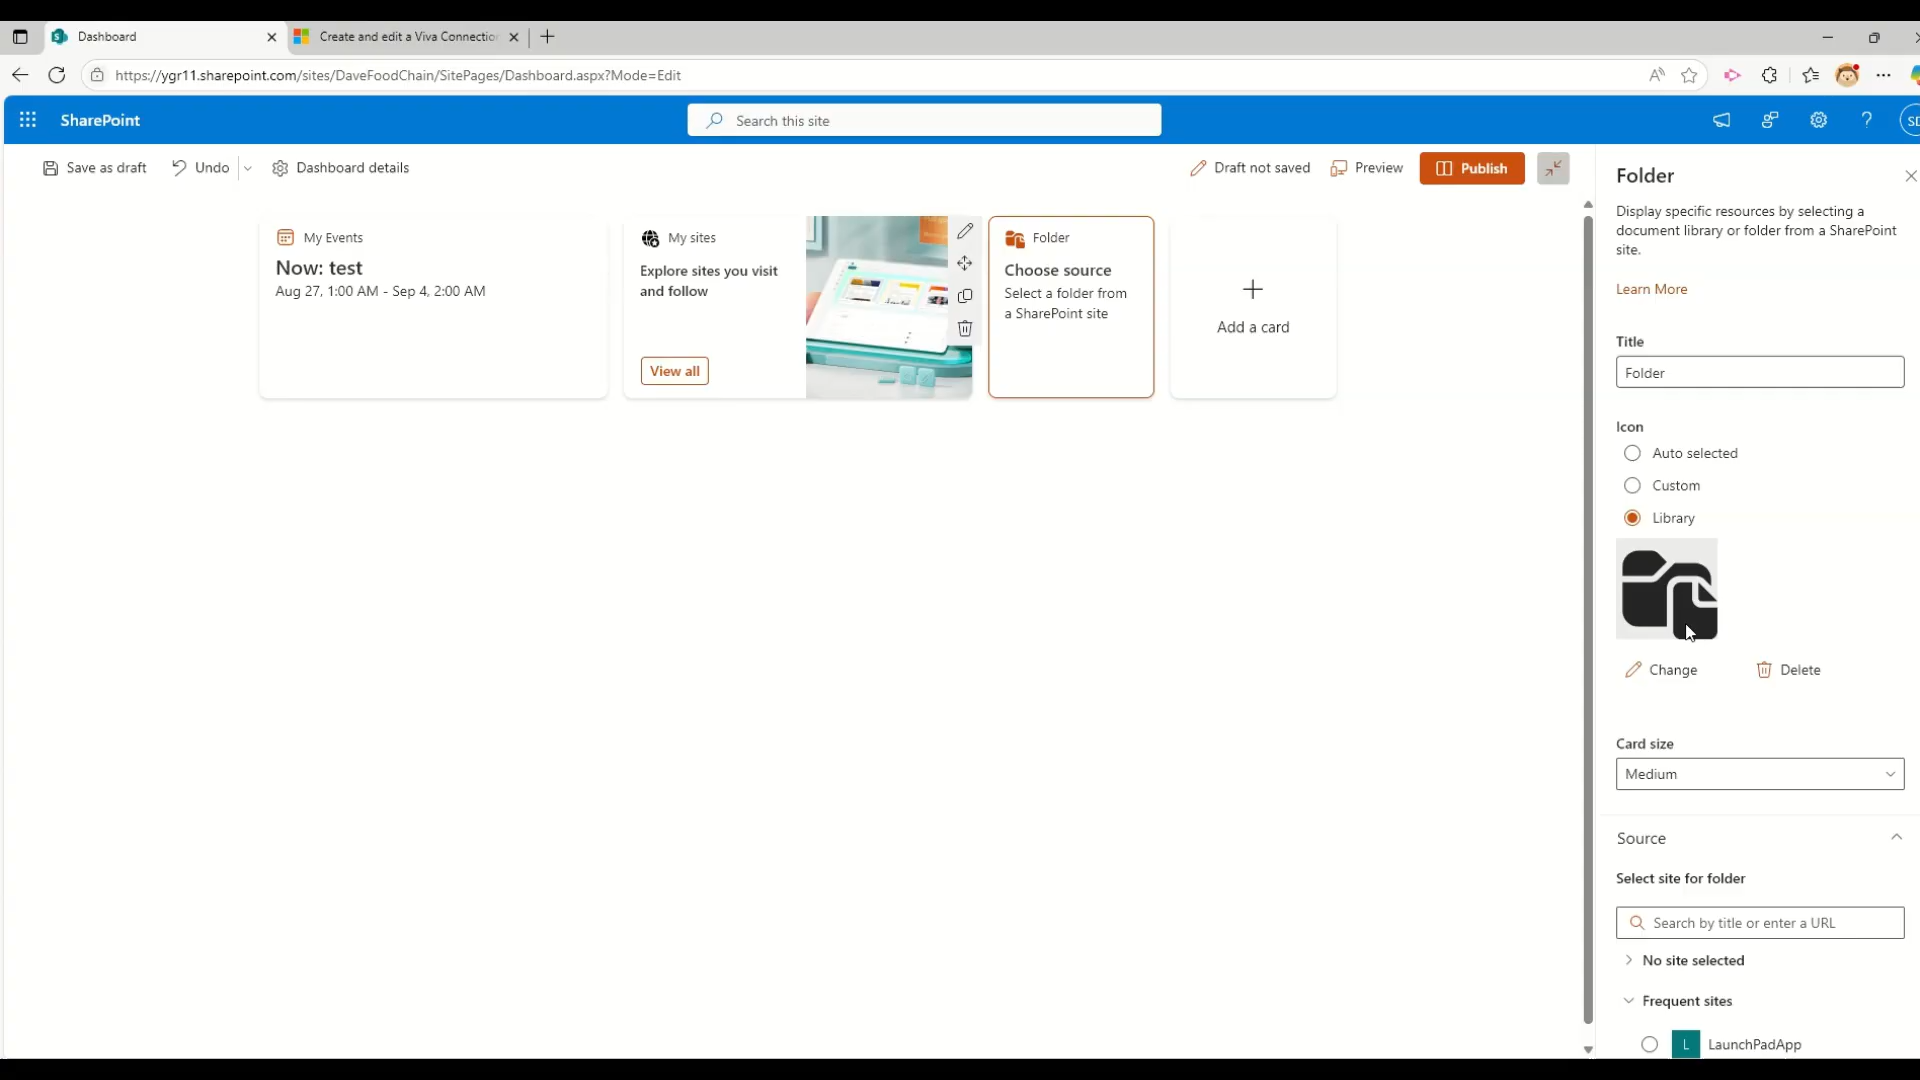 Dashboard
Create and edit a Viva Connection
https://ygr11.sharepoint.com/sites/DaveFoodChain/SitePages/Dashboard.aspx?Mode=Edit
SharePoint
Search this site
SD
Save as draft
Undo
Dashboard details
Draft not saved
Preview
Publish
My Events
Now: test
Aug 27, 1:00 AM - Sep 4, 2:00 AM
My sites
Explore sites you visit
and follow
View all
Folder
Choose source
Select a folder from
a SharePoint site
Add a card
Folder
Display specific resources by selecting a
document library or folder from a SharePoint
site.
Learn More
Title
Folder
Icon
Auto selected
Custom
Library
Change
Delete
Card size
Medium
Source
Select site for folder
Search by title or enter a URL
No site selected
Frequent sites
L
LaunchPadApp